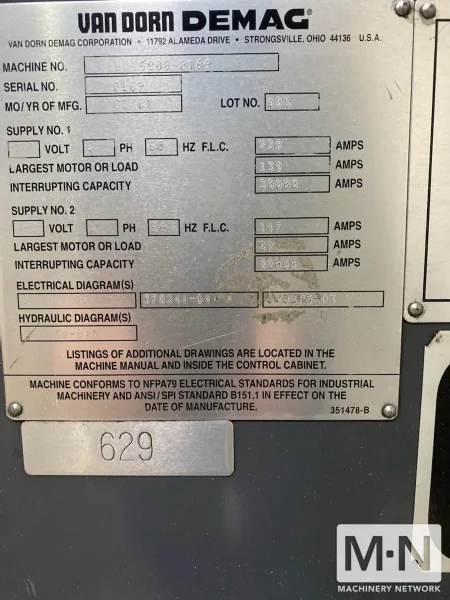 VAN DORN DEMAG®
VAN DORN DEMAG CORPORATION • 11792 ALAMEDA DRIVE • STRONGSVILLE, OHIO 44136 U.S.A.
MACHINE NO.
SERIAL NO.
MO/YR OF MFG. LOT NO.
SUPPLY NO. 1
VOLT PH 60 HZ F.L.C. AMPS
LARGEST MOTOR OR LOAD AMPS
INTERRUPTING CAPACITY AMPS
SUPPLY NO. 2
VOLT PH HZ F.L.C. 147 AMPS
LARGEST MOTOR OR LOAD AMPS
INTERRUPTING CAPACITY AMPS
ELECTRICAL DIAGRAM(S)
HYDRAULIC DIAGRAM(S)
LISTINGS OF ADDITIONAL DRAWINGS ARE LOCATED IN THE
MACHINE MANUAL AND INSIDE THE CONTROL CABINET.
MACHINE CONFORMS TO NFPA79 ELECTRICAL STANDARDS FOR INDUSTRIAL
MACHINERY AND ANSI/SPI STANDARD B151.1 IN EFFECT ON THE
DATE OF MANUFACTURE.
351478-B
629
M·N
MACHINERY NETWORK